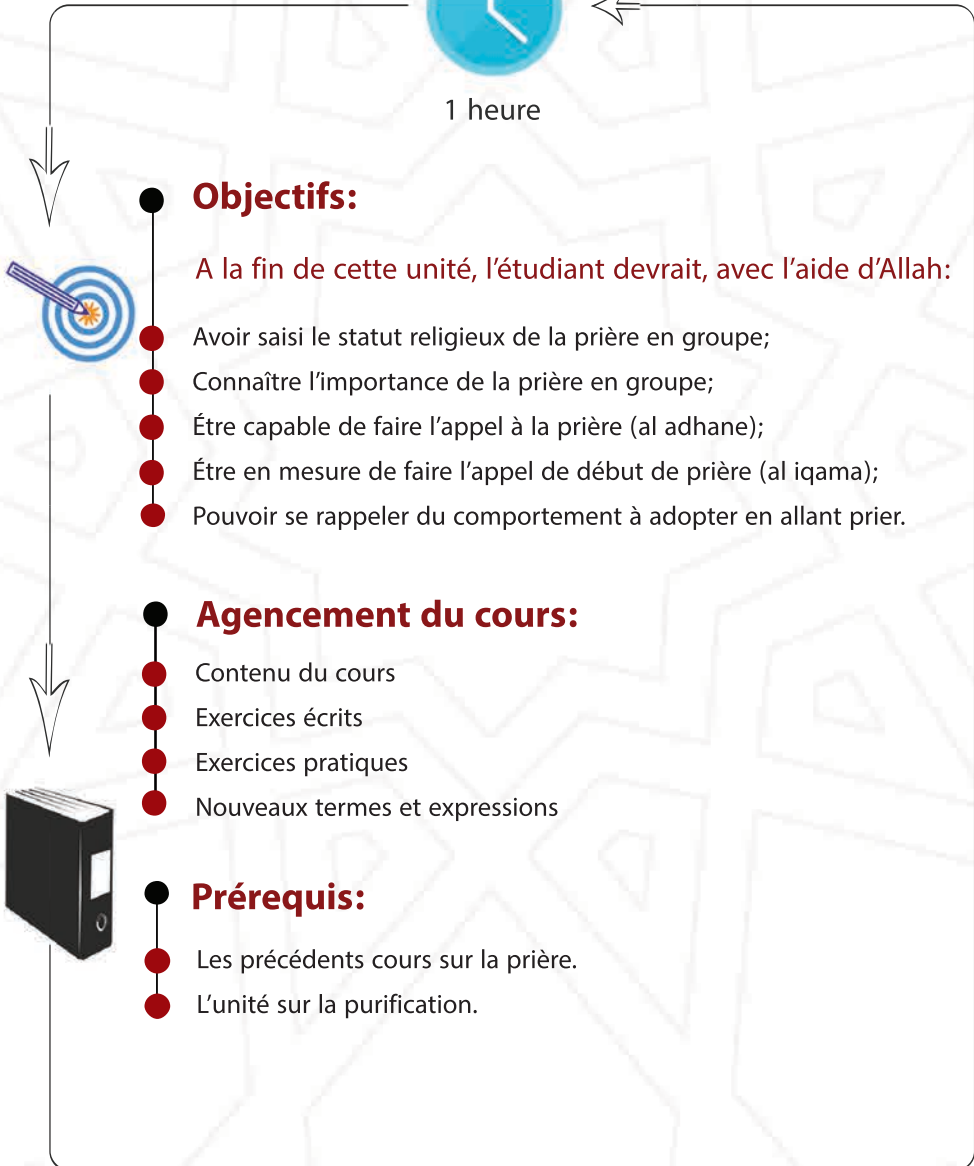 1 heure
Objectifs:
A la fin de cette unité, l’étudiant devrait, avec l’aide d’Allah:
Avoir saisi le statut religieux de la prière en groupe;
Connaître l’importance de la prière en groupe;
Étre capable de faire l’appel à la prière (al adhane);
Étre en mesure de faire l’appel de début de prière (al iqama);
Pouvoir se rappeler du comportement à adopter en allant prier.
Agencement du cours:
Contenu du cours
Exercices écrits
Exercices pratiques
Nouveaux termes et expressions
Prérequis:
Les précédents cours sur la prière.
L’unité sur la purification.